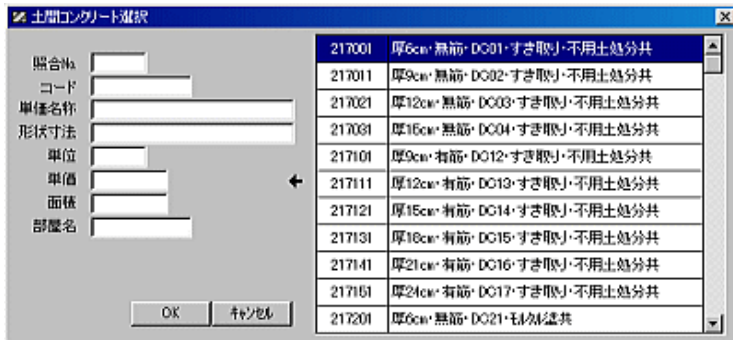 土間コンクリート選択
照合No.
コード
単価名称
形状寸法
単位
単価
面積
部屋名
OK
キャンセル
217001 厚6cm・無筋・DC01・すき取り・不用土処分共
217011 厚9cm・無筋・DC02・すき取り・不用土処分共
217021 厚12cm・無筋・DC03・すき取り・不用土処分共
217031 厚15cm・無筋・DC04・すき取り・不用土処分共
217101 厚9cm・有筋・DC12・すき取り・不用土処分共
217111 厚12cm・有筋・DC13・すき取り・不用土処分共
217121 厚15cm・有筋・DC14・すき取り・不用土処分共
217131 厚18cm・有筋・DC15・すき取り・不用土処分共
217141 厚21cm・有筋・DC16・すき取り・不用土処分共
217151 厚24cm・有筋・DC17・すき取り・不用土処分共
217201 厚6cm・無筋・DC21・モルタル塗共